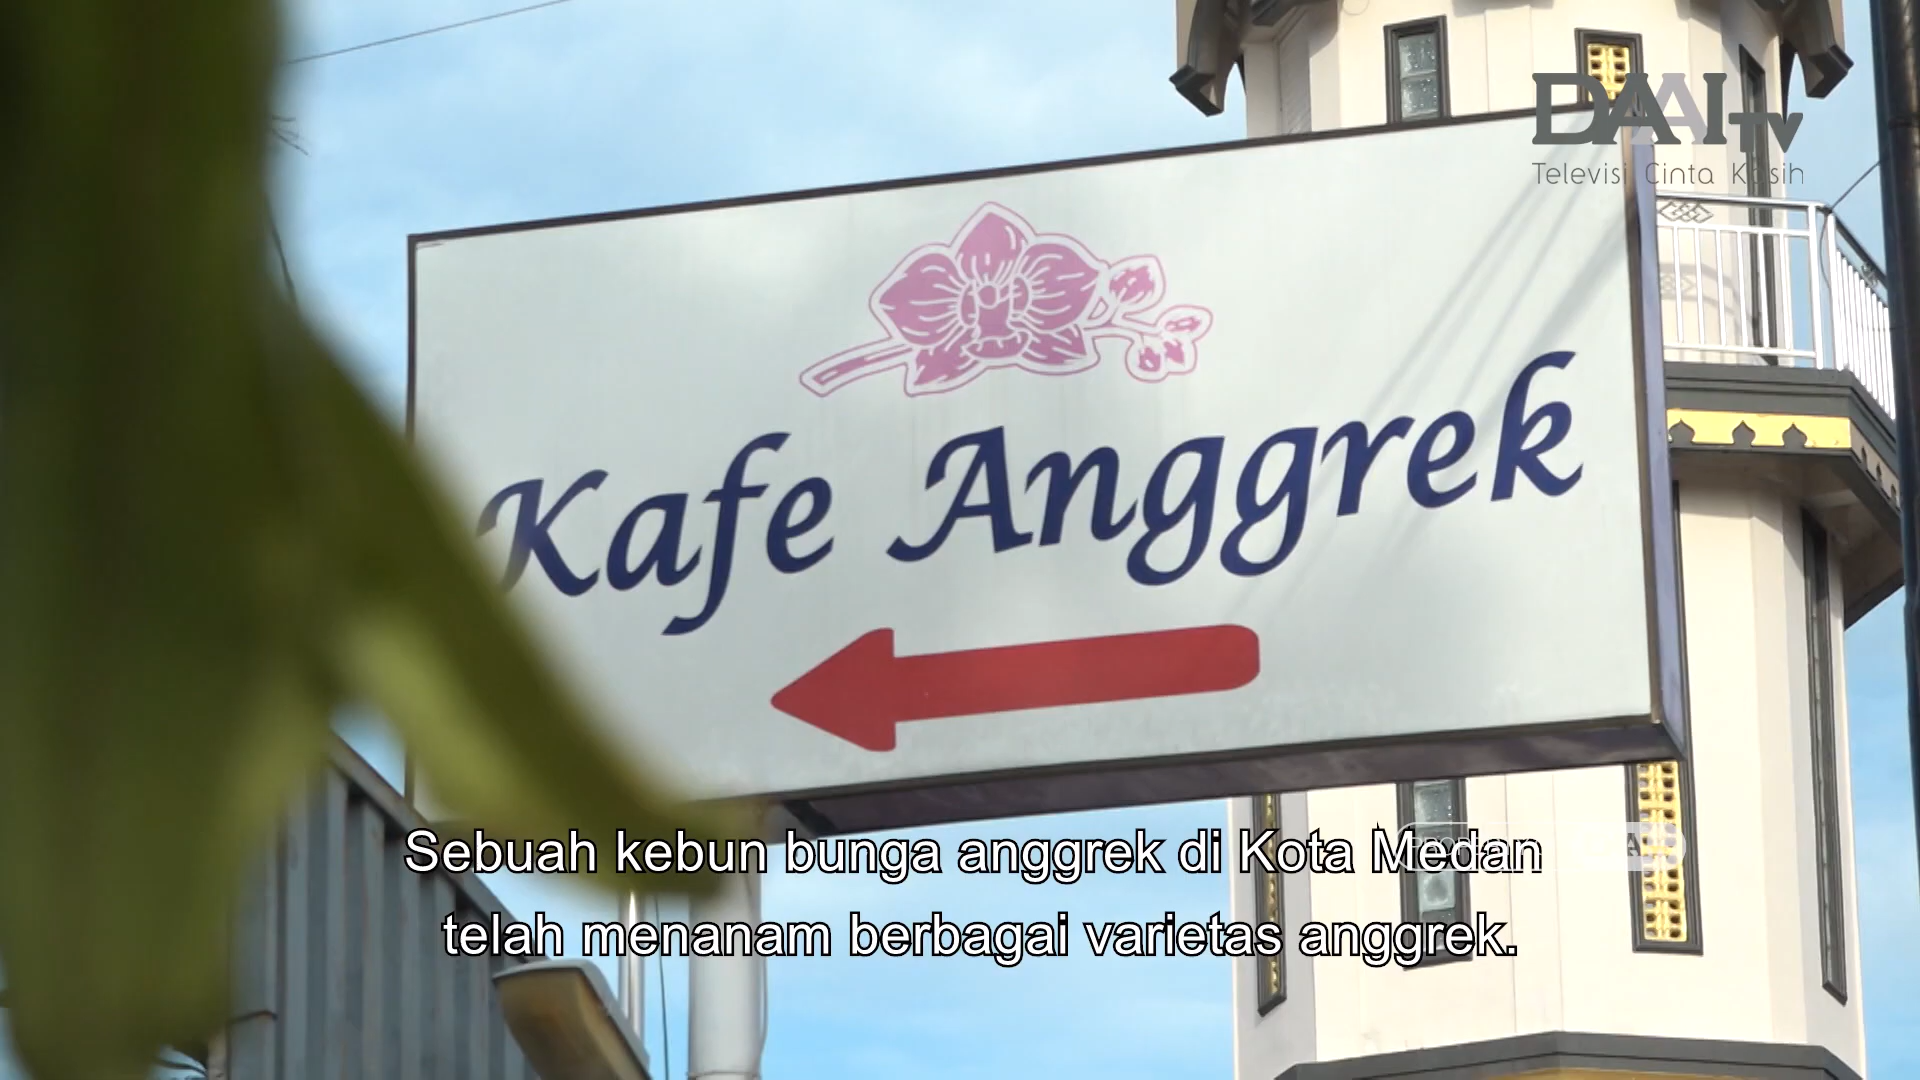 DAAI TV
Televisi Cinta Kasih
Kafe Anggrek
Sebuah kebun bunga anggrek di Kota Medan
telah menanam berbagai varietas anggrek.